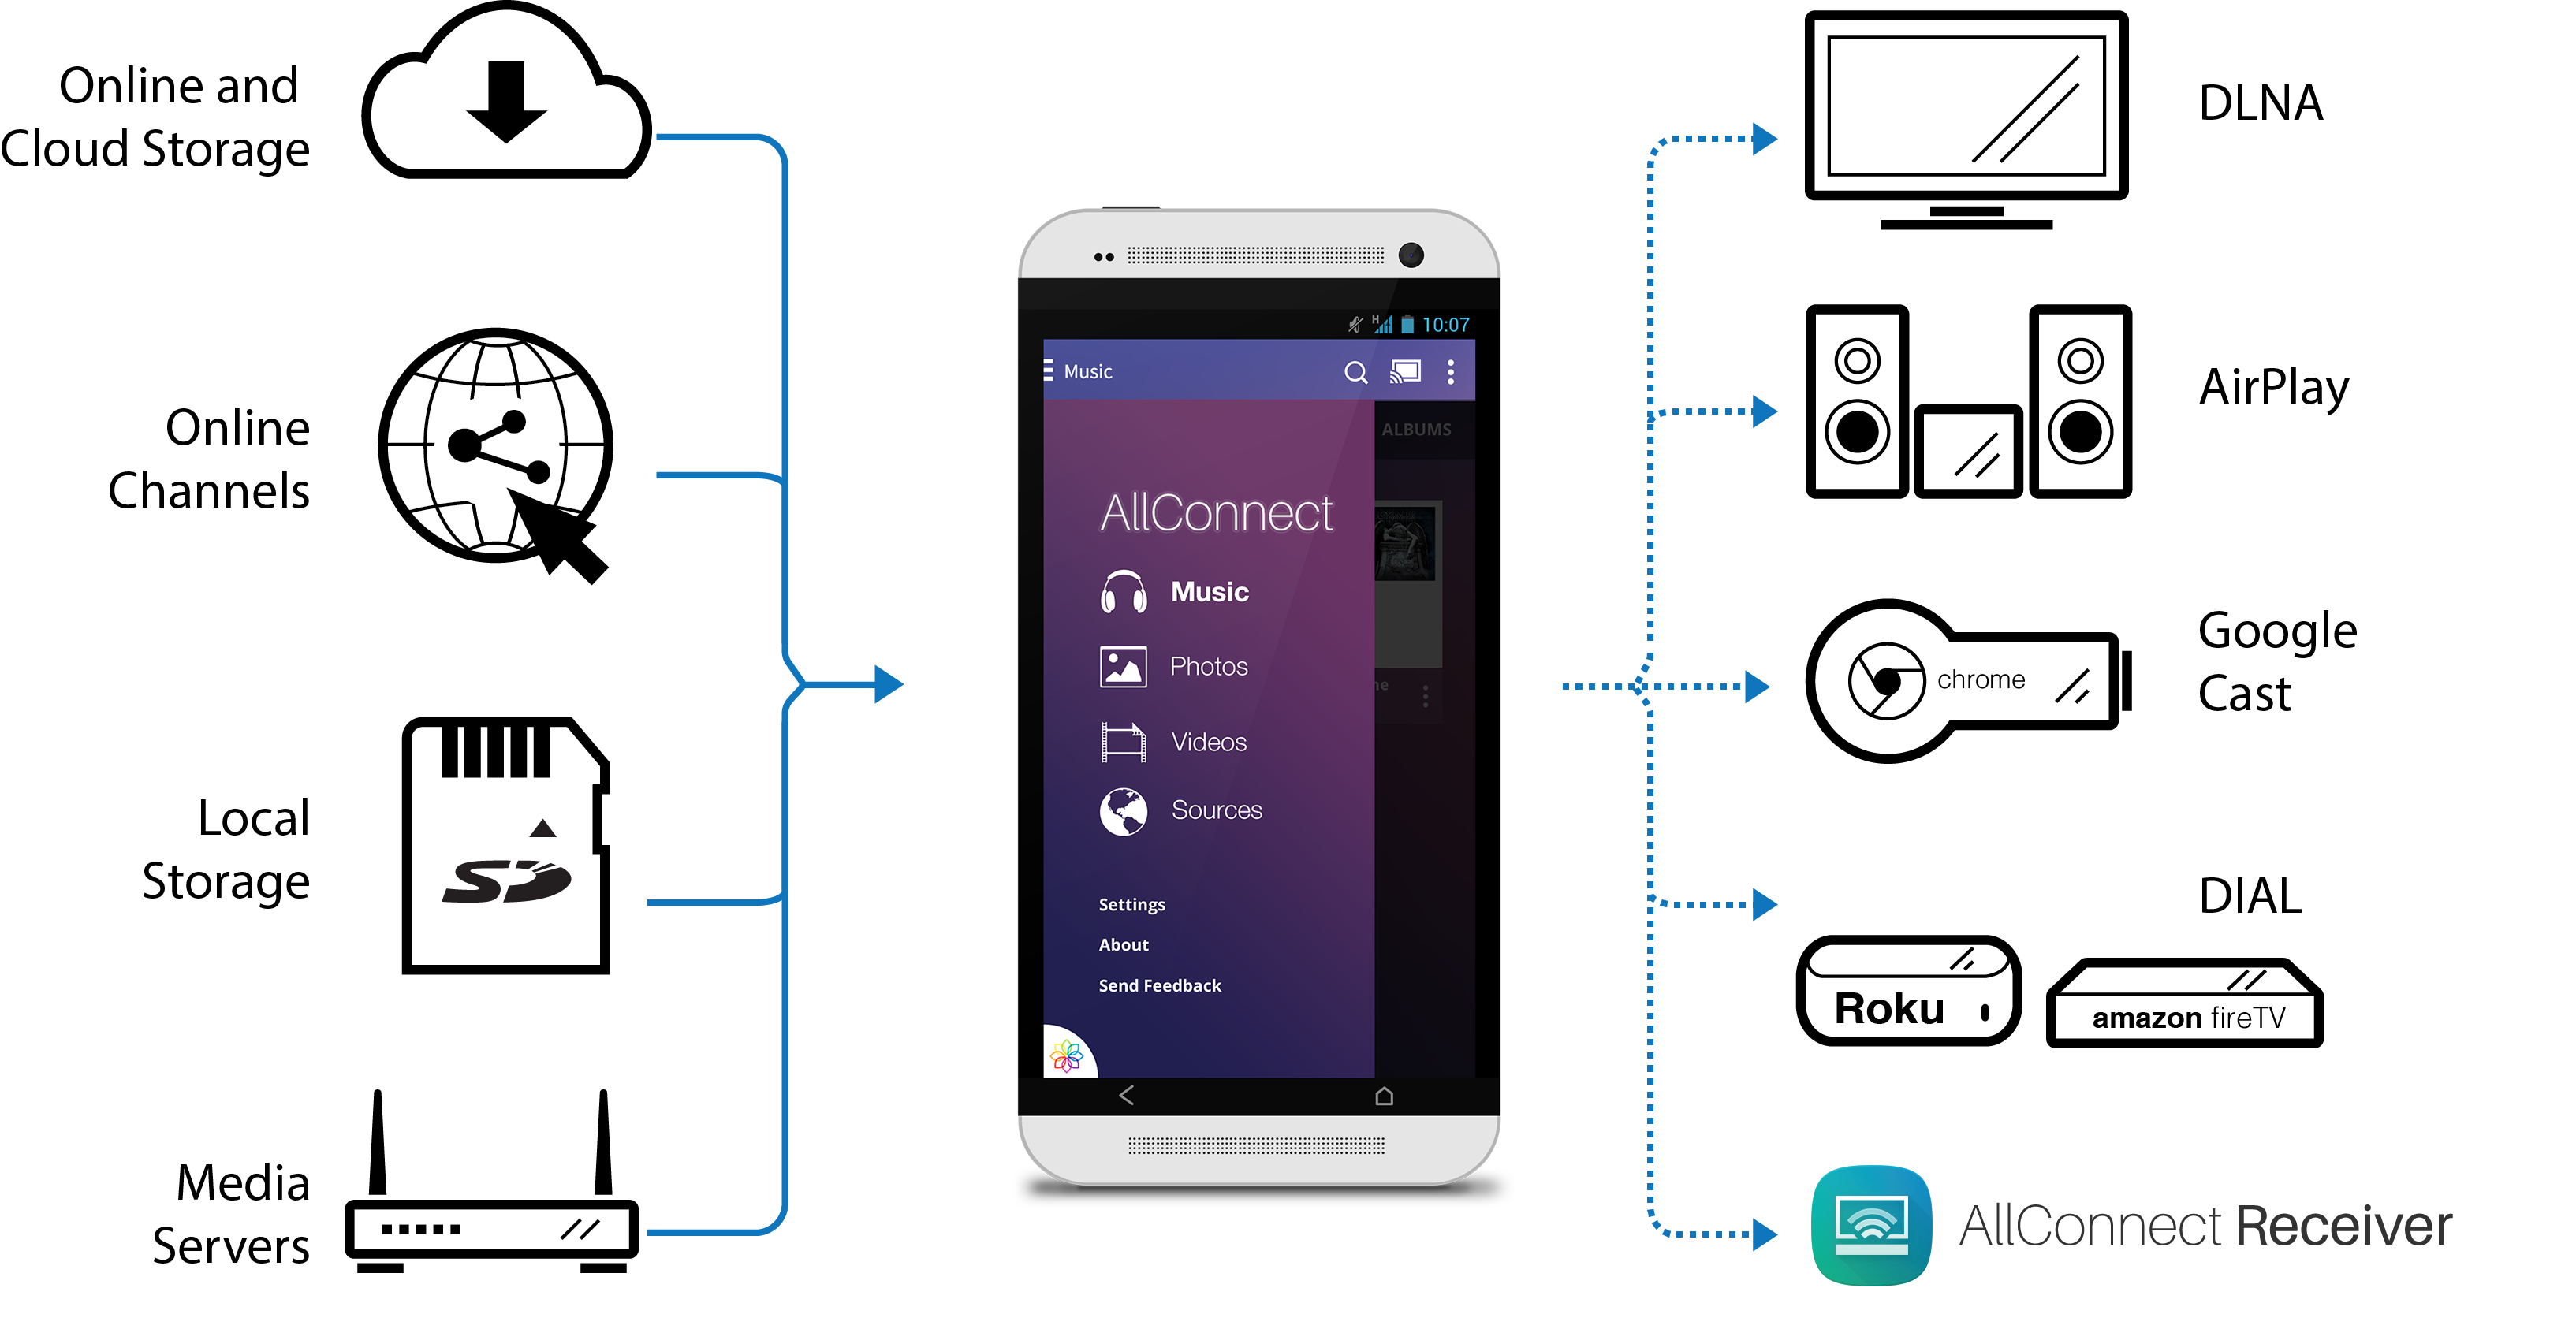 Online and
Cloud Storage
Online
Channels
Local
Storage
SD
Media
Servers
H
10:07
Music
ALBUMS
AllConnect
Music
Photos
Videos
Sources
Settings
About
Send Feedback
DLNA
AirPlay
chrome
Google
Cast
DIAL
Roku
amazon fireTV
AllConnect Receiver